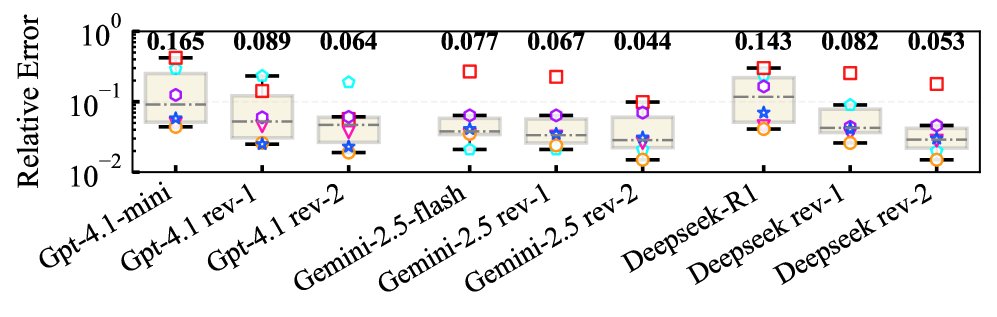 Relative Error
10^0
10^-1
10^-2
0.165 0.089 0.064 0.077 0.067 0.044 0.143 0.082 0.053
Gpt-4.1-mini
Gpt-4.1 rev-1
Gpt-4.1 rev-2
Gemini-2.5-flash
Gemini-2.5 rev-1
Gemini-2.5 rev-2
Deepseek-R1
Deepseek rev-1
Deepseek rev-2